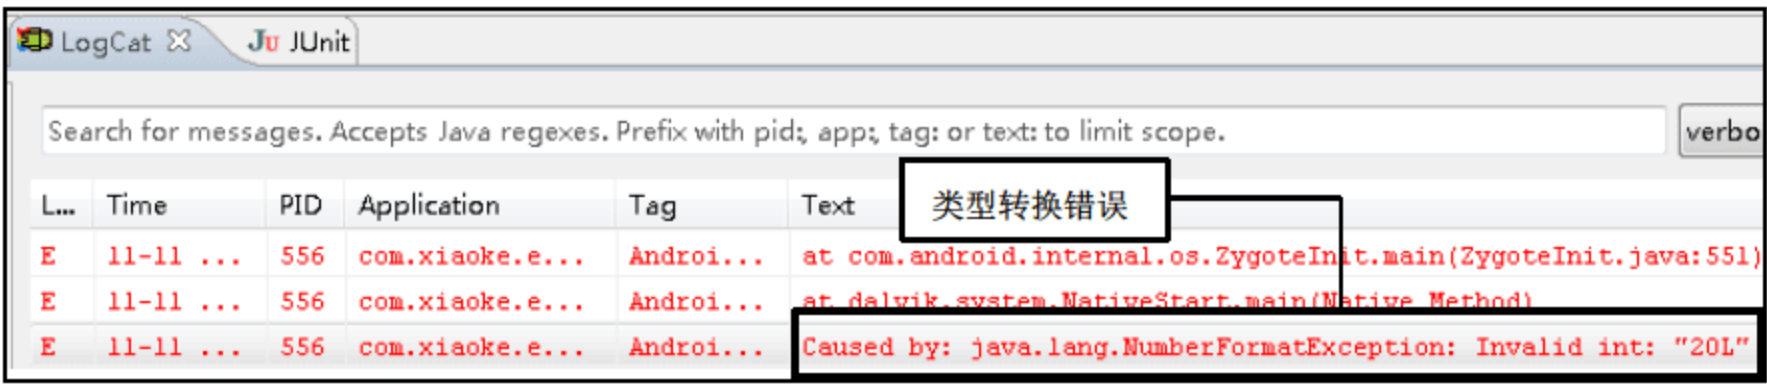 LogCat JU JUnit
Search for messages. Accepts Java regexes. Prefix with pid:, app:, tag: or text: to limit scope. verbo
L... Time PID Application Tag Text 类型转换错误
E 11-11 ... 556 com.xiaoke.e... Androi... at com.android.internal.os.ZygoteInit.main(ZygoteInit.java:551)
E 11-11 ... 556 com.xiaoke.e... Androi... at dalvik.system.NativeStart.main(Native Method)
E 11-11 ... 556 com.xiaoke.e... Androi... Caused by: java.lang.NumberFormatException: Invalid int: "20L"